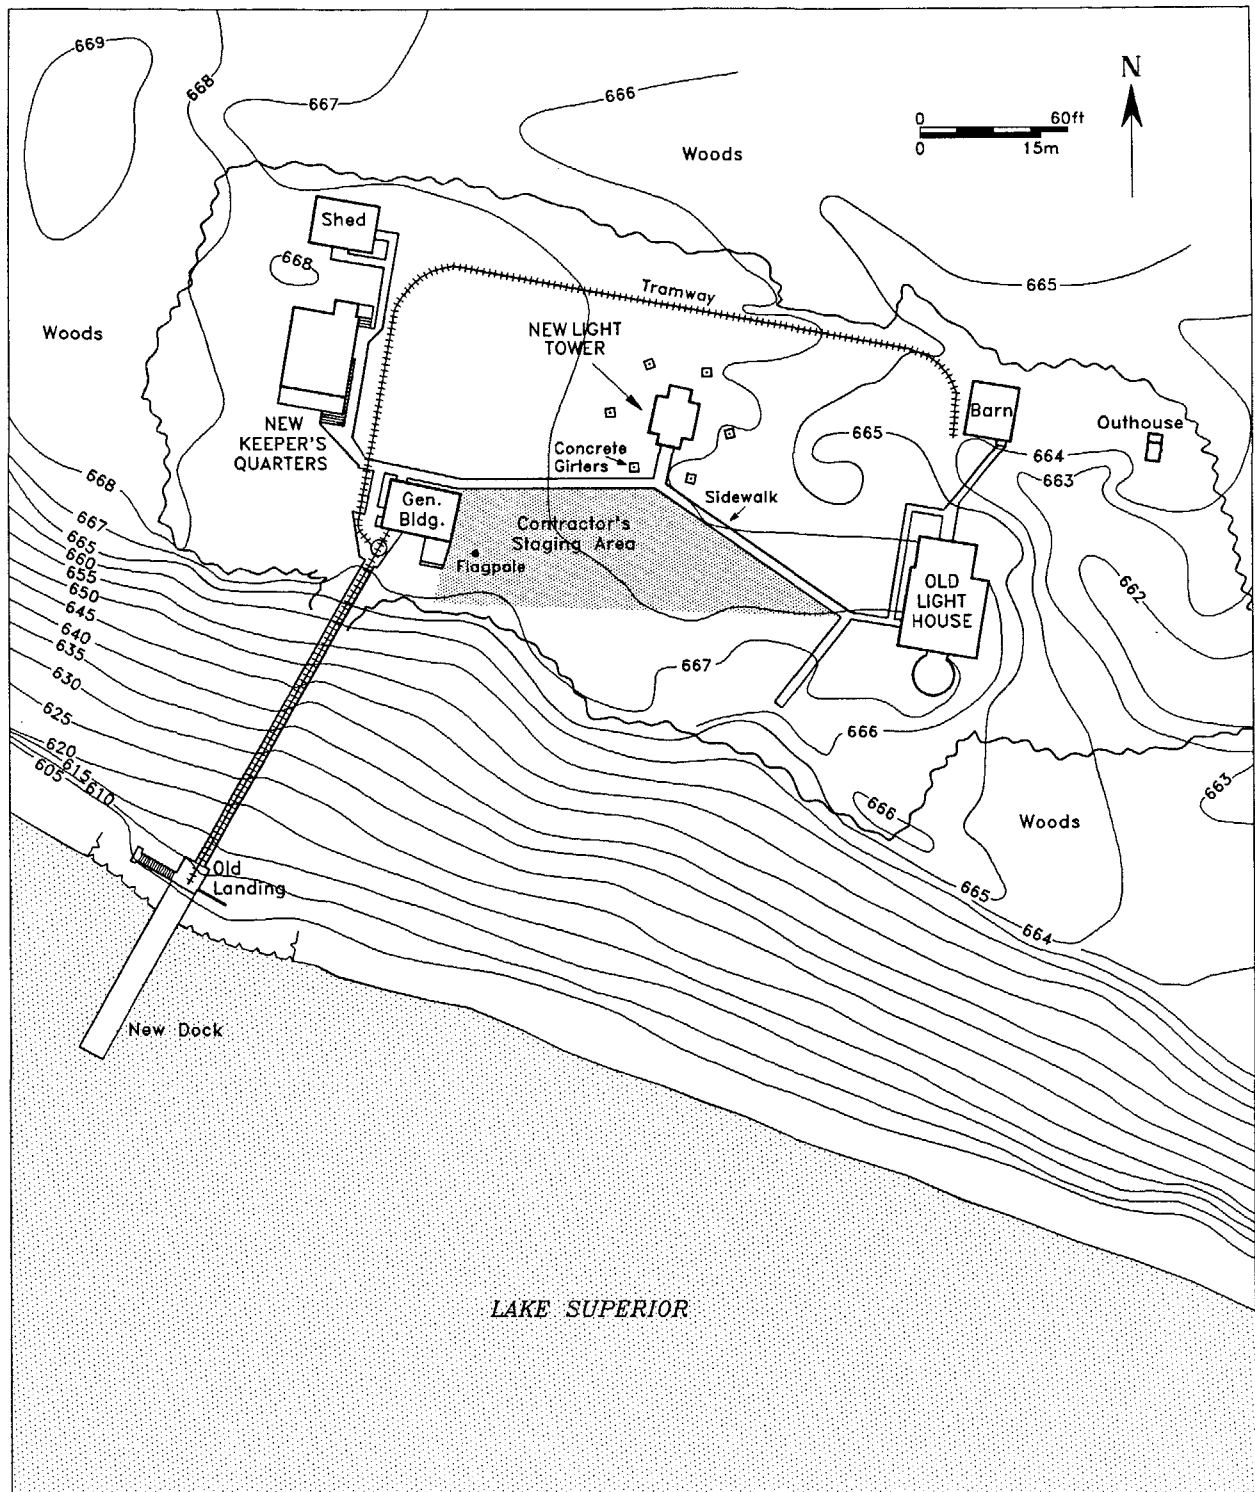 669
668
667
666
N
0 60ft
0 15m
Woods
Shed
668
665
Tramway
Woods
NEW LIGHT
TOWER
Barn
Outhouse
NEW
KEEPER'S
QUARTERS
665
664
663
Concrete
Girters
668
Gen.
Bldg.
Sidewalk
Contractor's
Staging Area
Flagpole
667
665
660
655
650
645
640
635
630
625
620
615
610
605
OLD
LIGHT
HOUSE
662
667
666
663
666
Woods
Old
Landing
665
664
New Dock
LAKE SUPERIOR